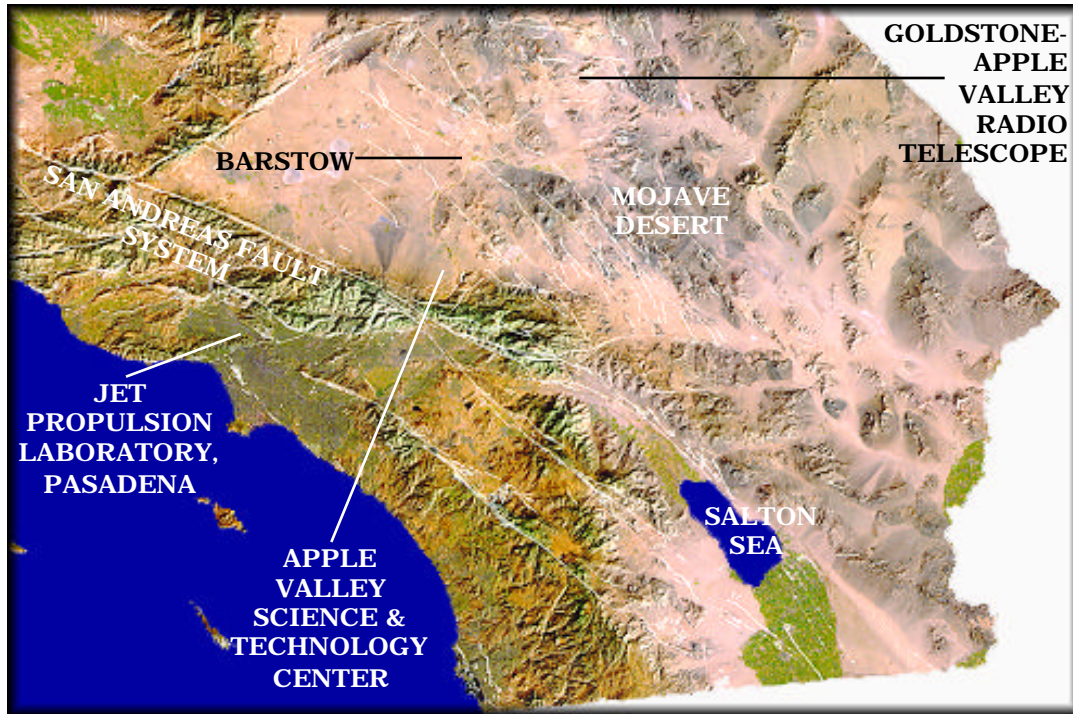 GOLDSTONE-
APPLE
VALLEY
RADIO
TELESCOPE
BARSTOW
MOJAVE
DESERT
SAN ANDREAS FAULT
SYSTEM
JET
PROPULSION
LABORATORY,
PASADENA
SALTON
SEA
APPLE
VALLEY
SCIENCE &
TECHNOLOGY
CENTER